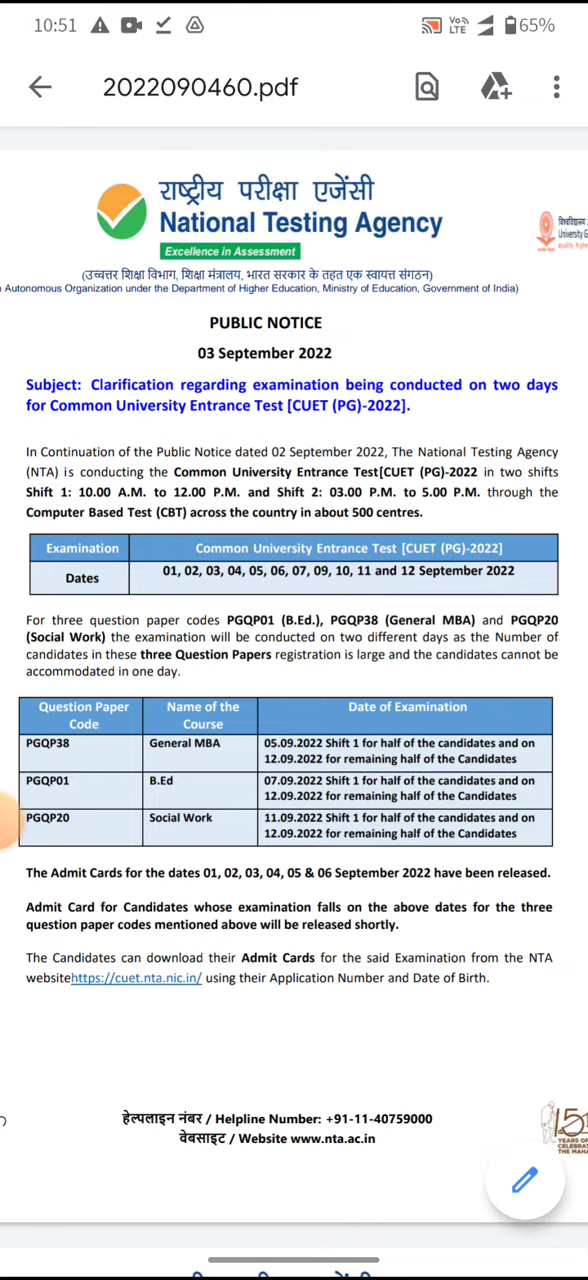 10:51
VoD LTE 65%
2022090460.pdf
राष्ट्रीय परीक्षा एजेंसी
National Testing Agency
Excellence in Assessment
विश्वविद्यालय
University G
quality highe
(उच्चतर शिक्षा विभाग, शिक्षा मंत्रालय, भारत सरकार के तहत एक स्वायत्त संगठन)
Autonomous Organization under the Department of Higher Education, Ministry of Education, Government of India)
PUBLIC NOTICE
03 September 2022
Subject: Clarification regarding examination being conducted on two days
for Common University Entrance Test [CUET (PG)-2022].
In Continuation of the Public Notice dated 02 September 2022, The National Testing Agency
(NTA) is conducting the Common University Entrance Test[CUET (PG)-2022 in two shifts
Shift 1: 10.00 A.M. to 12.00 P.M. and Shift 2: 03.00 P.M. to 5.00 P.M. through the
Computer Based Test (CBT) across the country in about 500 centres.
Examination Common University Entrance Test [CUET (PG)-2022]
Dates 01, 02, 03, 04, 05, 06, 07, 09, 10, 11 and 12 September 2022
For three question paper codes PGQP01 (B.Ed.), PGQP38 (General MBA) and PGQP20
(Social Work) the examination will be conducted on two different days as the Number of
candidates in these three Question Papers registration is large and the candidates cannot be
accommodated in one day.
Question Paper Code Name of the Course Date of Examination
PGQP38 General MBA 05.09.2022 Shift 1 for half of the candidates and on
12.09.2022 for remaining half of the Candidates
PGQP01 B.Ed 07.09.2022 Shift 1 for half of the candidates and on
12.09.2022 for remaining half of the Candidates
PGQP20 Social Work 11.09.2022 Shift 1 for half of the candidates and on
12.09.2022 for remaining half of the Candidates
The Admit Cards for the dates 01, 02, 03, 04, 05 & 06 September 2022 have been released.
Admit Card for Candidates whose examination falls on the above dates for the three
question paper codes mentioned above will be released shortly.
The Candidates can download their Admit Cards for the said Examination from the NTA
websitehttps://cuet.nta.nic.in/ using their Application Number and Date of Birth.
हेल्पलाइन नंबर / Helpline Number: +91-11-40759000
वेबसाइट / Website www.nta.ac.in
15
YEARS OF
CELEBRAT
THE MAHA